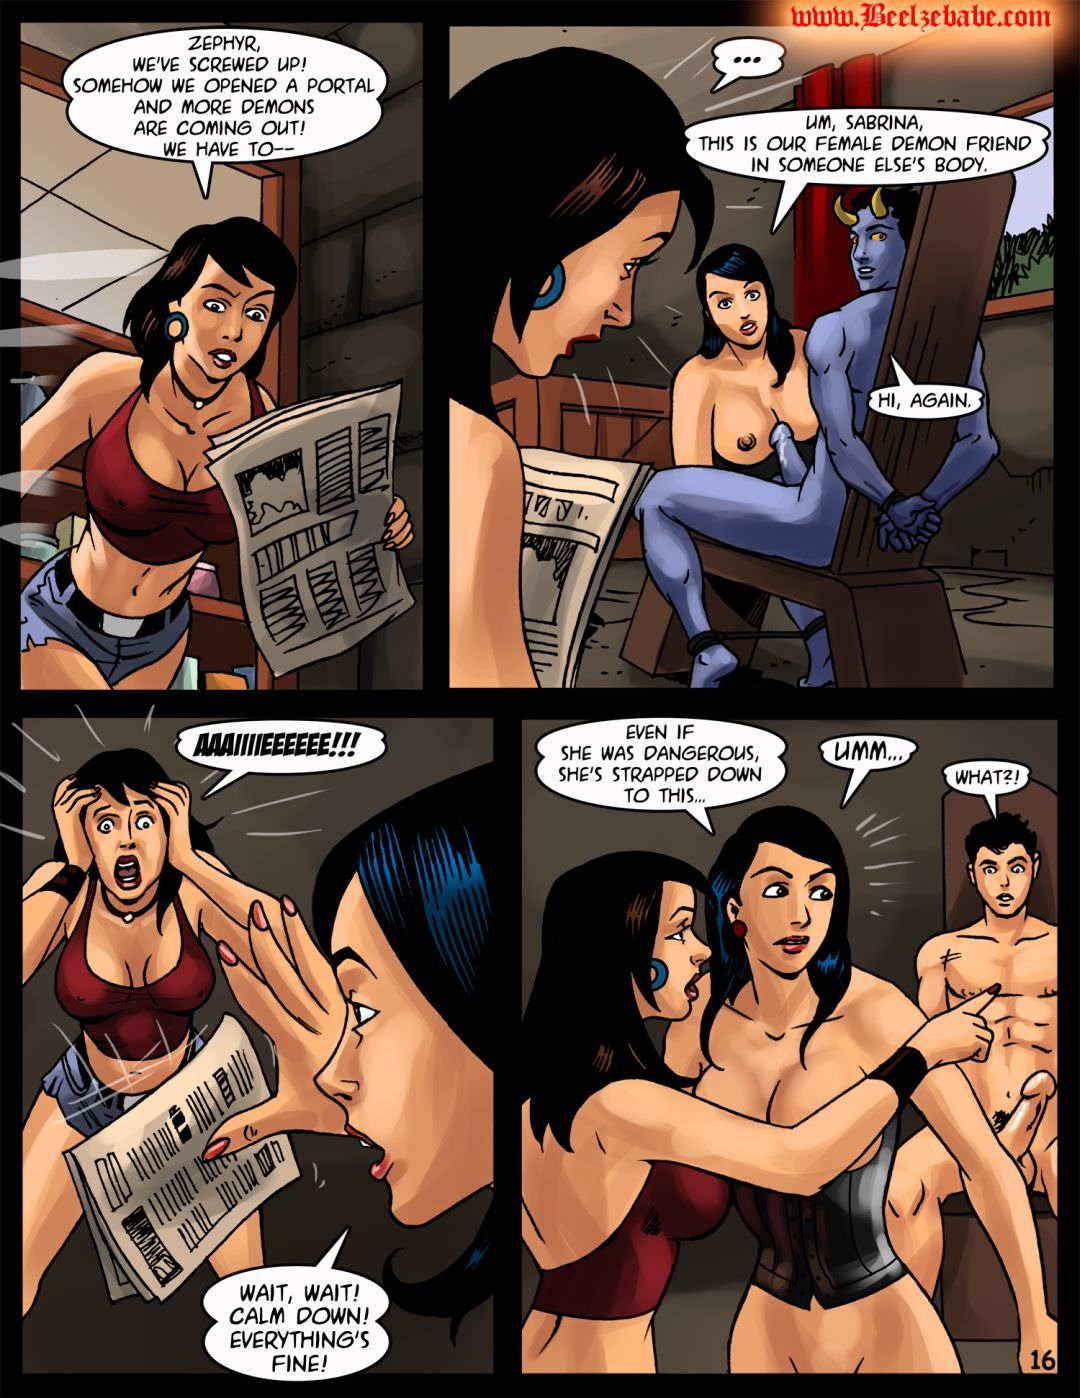 www.Beelzebabe.com
ZEPHYR,
WE'VE SCREWED UP!
SOMEHOW WE OPENED A PORTAL
AND MORE DEMONS
ARE COMING OUT!
WE HAVE TO--
...
UM, SABRINA,
THIS IS OUR FEMALE DEMON FRIEND
IN SOMEONE ELSE'S BODY.
HI, AGAIN.
AAAIIIIEEEEEE!!!
WAIT, WAIT!
CALM DOWN!
EVERYTHING'S
FINE!
EVEN IF
SHE WAS DANGEROUS,
SHE'S STRAPPED DOWN
TO THIS...
UMM...
WHAT?!
16